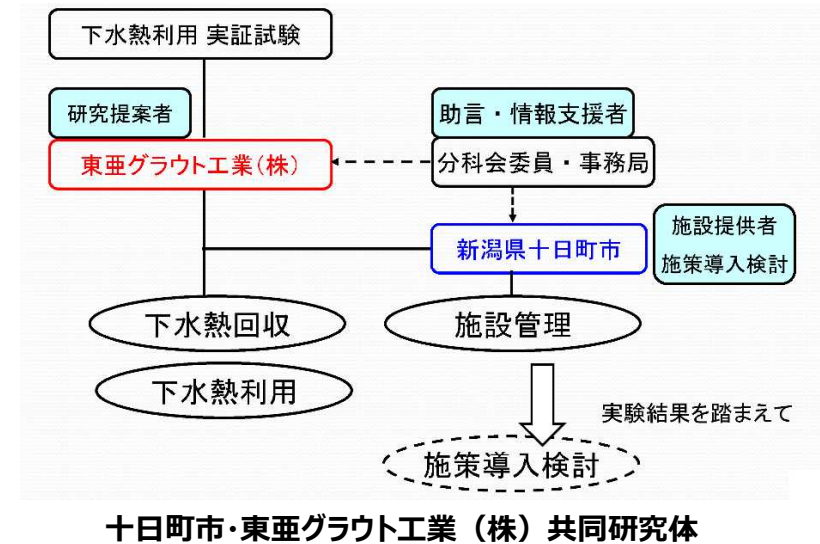 下水熱利用 実証試験
研究提案者
助言・情報支援者
東亜グラウト工業(株)
分科会委員・事務局
施設提供者
施策導入検討
新潟県十日町市
下水熱回収
施設管理
下水熱利用
実験結果を踏まえて
施策導入検討
十日町市・東亜グラウト工業（株）共同研究体